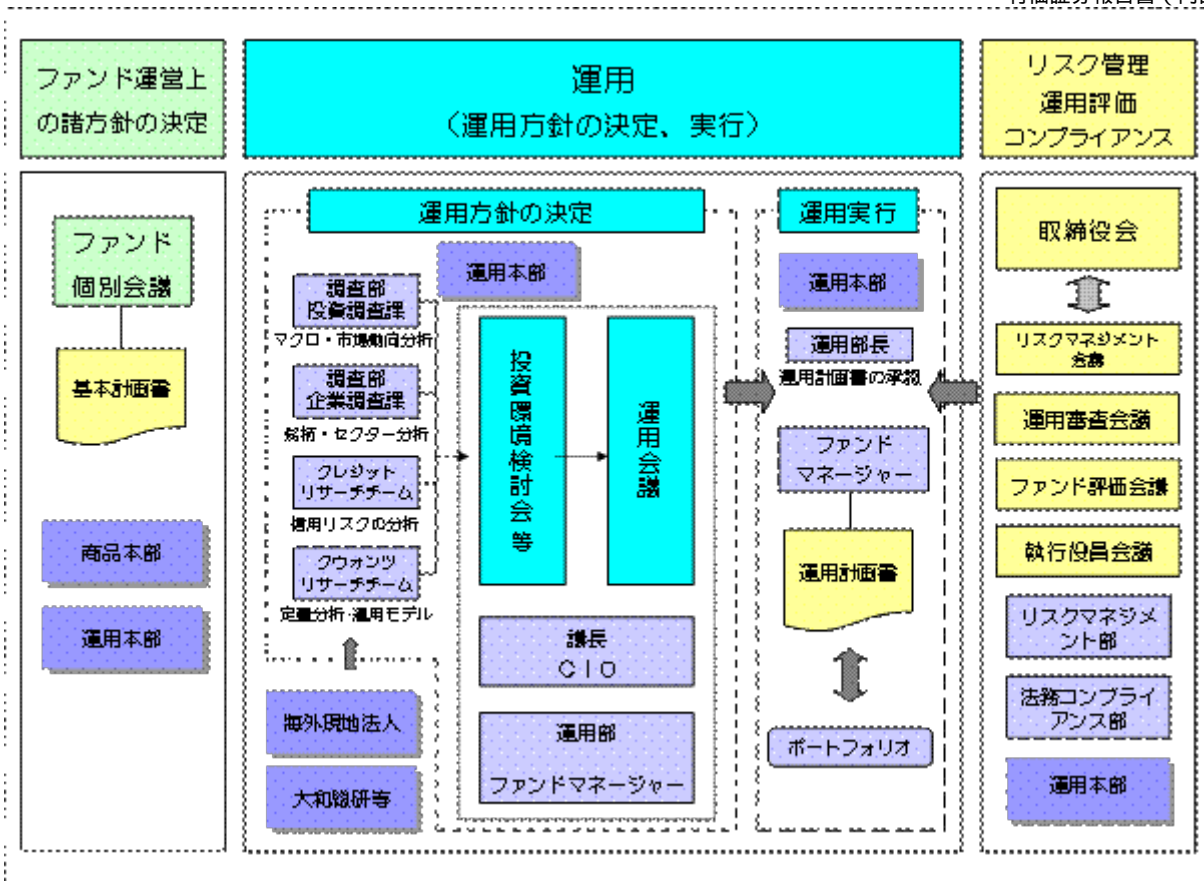 ファンド運営上
の諸方針の決定
運用
（運用方針の決定、実行）
リスク管理
運用評価
コンプライアンス
ファンド
個別会議
基本計画書
商品本部
運用本部
運用方針の決定
運用本部
調査部
投資調査課
マクロ・市場動向分析
調査部
企業調査課
銘柄・セクター分析
クレジット
リサーチチーム
信用リスクの分析
クウォンツ
リサーチチーム
定量分析・運用モデル
海外現地法人
大和総研等
投資環境検討会等
運用会議
議長
ＣＩＯ
運用部
ファンドマネージャー
運用実行
運用本部
運用部長
運用計画書の承認
ファンド
マネージャー
運用計画書
ポートフォリオ
取締役会
リスクマネジメント
会議
運用審査会議
ファンド評価会議
執行役員会議
リスクマネジメ
ント部
法務コンプライ
アンス部
運用本部